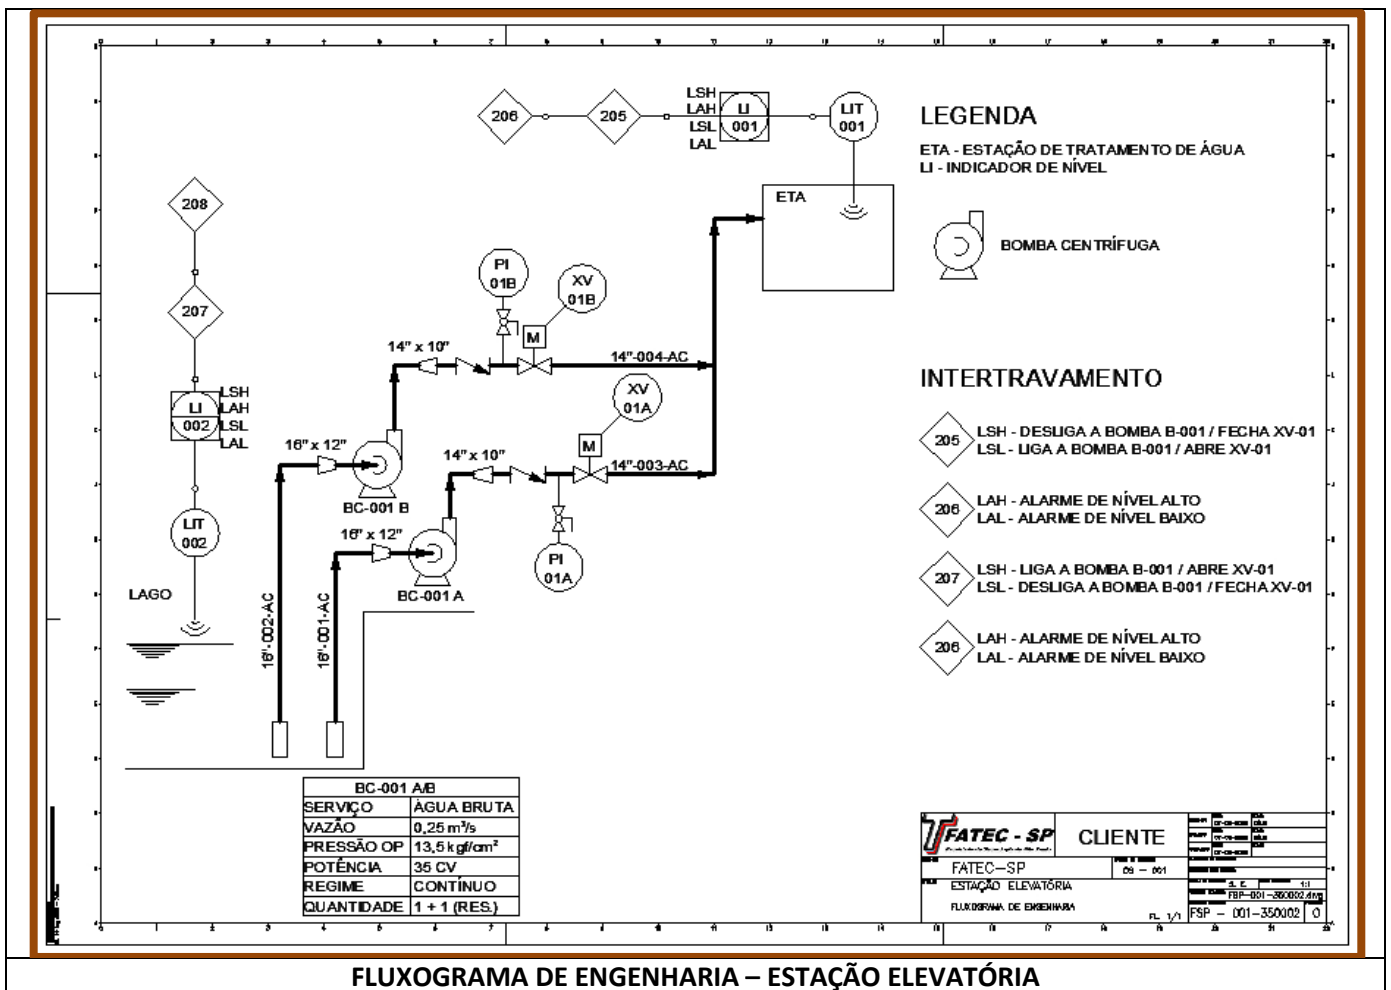 206
205
LSH
LAH
LSL
LAL
LI
001
LIT
001
LEGENDA
ETA - ESTAÇÃO DE TRATAMENTO DE ÁGUA
LI - INDICADOR DE NÍVEL
BOMBA CENTRÍFUGA
ETA
208
207
LI
002
LSH
LAH
LSL
LAL
LIT
002
LAGO
PI
01B
XV
01B
M
14" x 10"
14"-004-AC
XV
01A
M
14" x 10"
14"-003-AC
16" x 12"
BC-001 B
16" x 12"
BC-001 A
PI
01A
16"-002-AC
16"-001-AC
INTERTRAVAMENTO
205
LSH - DESLIGA A BOMBA B-001 / FECHA XV-01
LSL - LIGA A BOMBA B-001 / ABRE XV-01
206
LAH - ALARME DE NÍVEL ALTO
LAL - ALARME DE NÍVEL BAIXO
207
LSH - LIGA A BOMBA B-001 / ABRE XV-01
LSL - DESLIGA A BOMBA B-001 / FECHA XV-01
LAH - ALARME DE NÍVEL ALTO
LAL - ALARME DE NÍVEL BAIXO
BC-001 A/B
SERVIÇO ÁGUA BRUTA
VAZÃO 0,25 m³/s
PRESSÃO OP 13,5 kgf/cm²
POTÊNCIA 35 CV
REGIME CONTÍNUO
QUANTIDADE 1 + 1 (RES.)
FATEC - SP
CLIENTE
FATEC-SP
ESTAÇÃO ELEVATÓRIA
FLUXOGRAMA DE ENGENHARIA
FL. 1/1
FSP-001-350002.dwg
FSP - 001-350002 0
FLUXOGRAMA DE ENGENHARIA – ESTAÇÃO ELEVATÓRIA